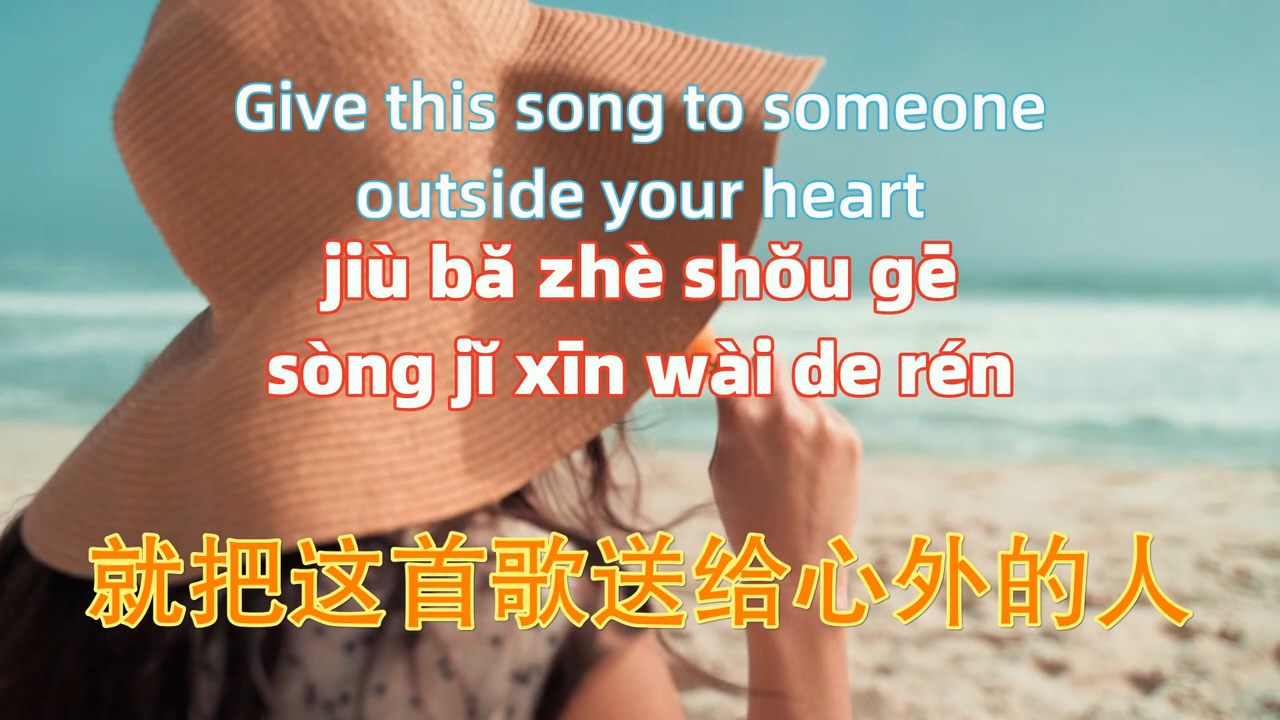 Give this song to someone
outside your heart
jiù bǎ zhè shǒu gē
sòng jǐ xīn wài de rén
就把这首歌送给心外的人